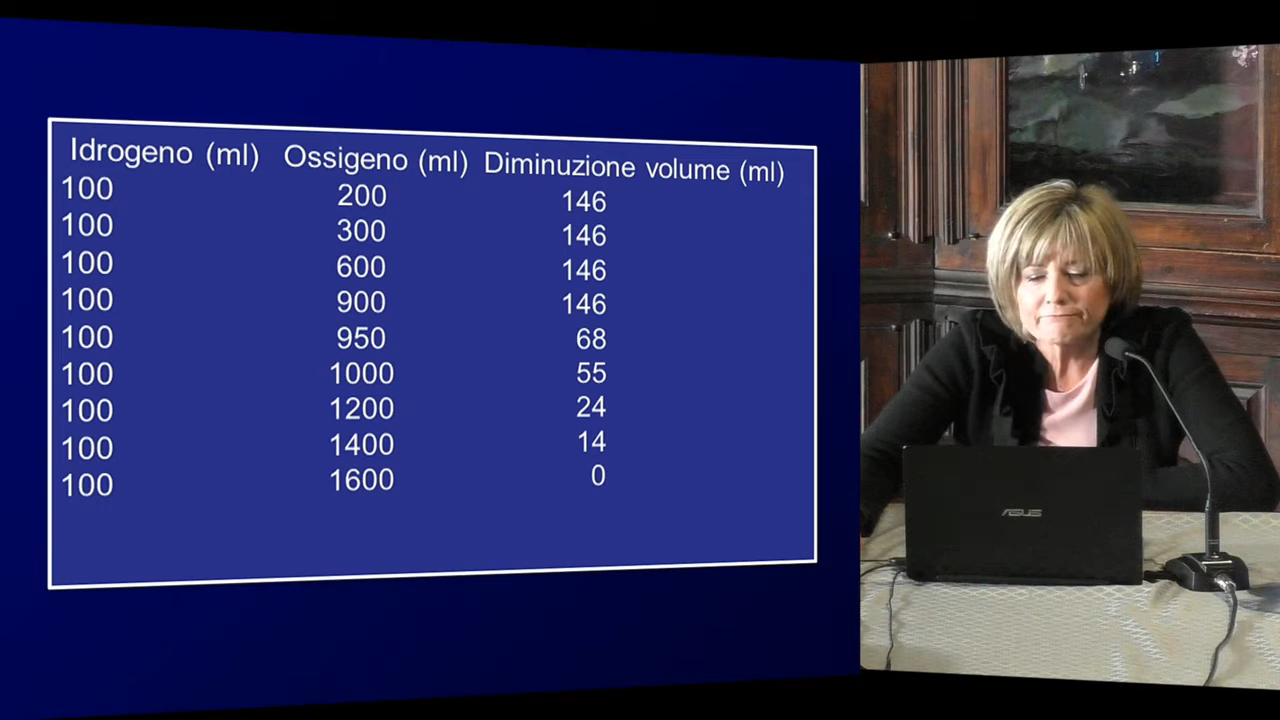 Idrogeno (ml) Ossigeno (ml) Diminuzione volume (ml)
100 200 146
100 300 146
100 600 146
100 900 146
100 950 68
100 1000 55
100 1200 24
100 1400 14
100 1600 0
ASUS